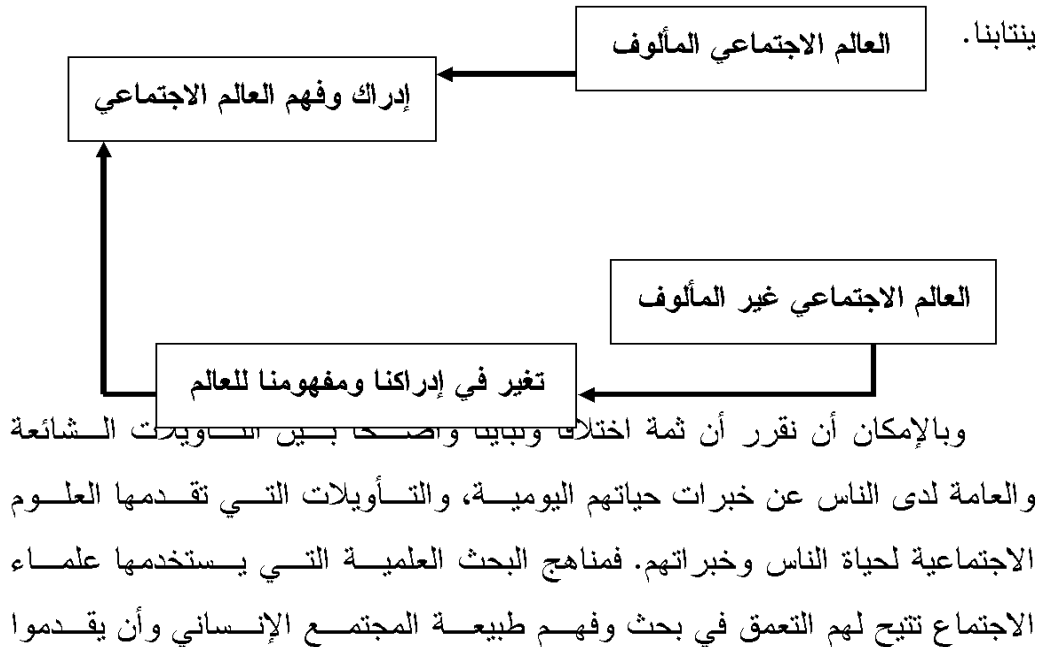 ينتابنا.
العالم الاجتماعي المألوف
إدراك وفهم العالم الاجتماعي
العالم الاجتماعي غير المألوف
تغير في إدراكنا ومفهومنا للعالم
وبالإمكان أن نقرر أن ثمة اختلافا وتباينا واضحا بين التأويلات الشائعة
والعامة لدى الناس عن خبرات حياتهم اليومية، والتأويلات التي تقدمها العلوم
الاجتماعية لحياة الناس وخبراتهم. فمناهج البحث العلمية التي يستخدمها علماء
الاجتماع تتيح لهم التعمق في بحث وفهم طبيعة المجتمع الإنساني وأن يقدموا